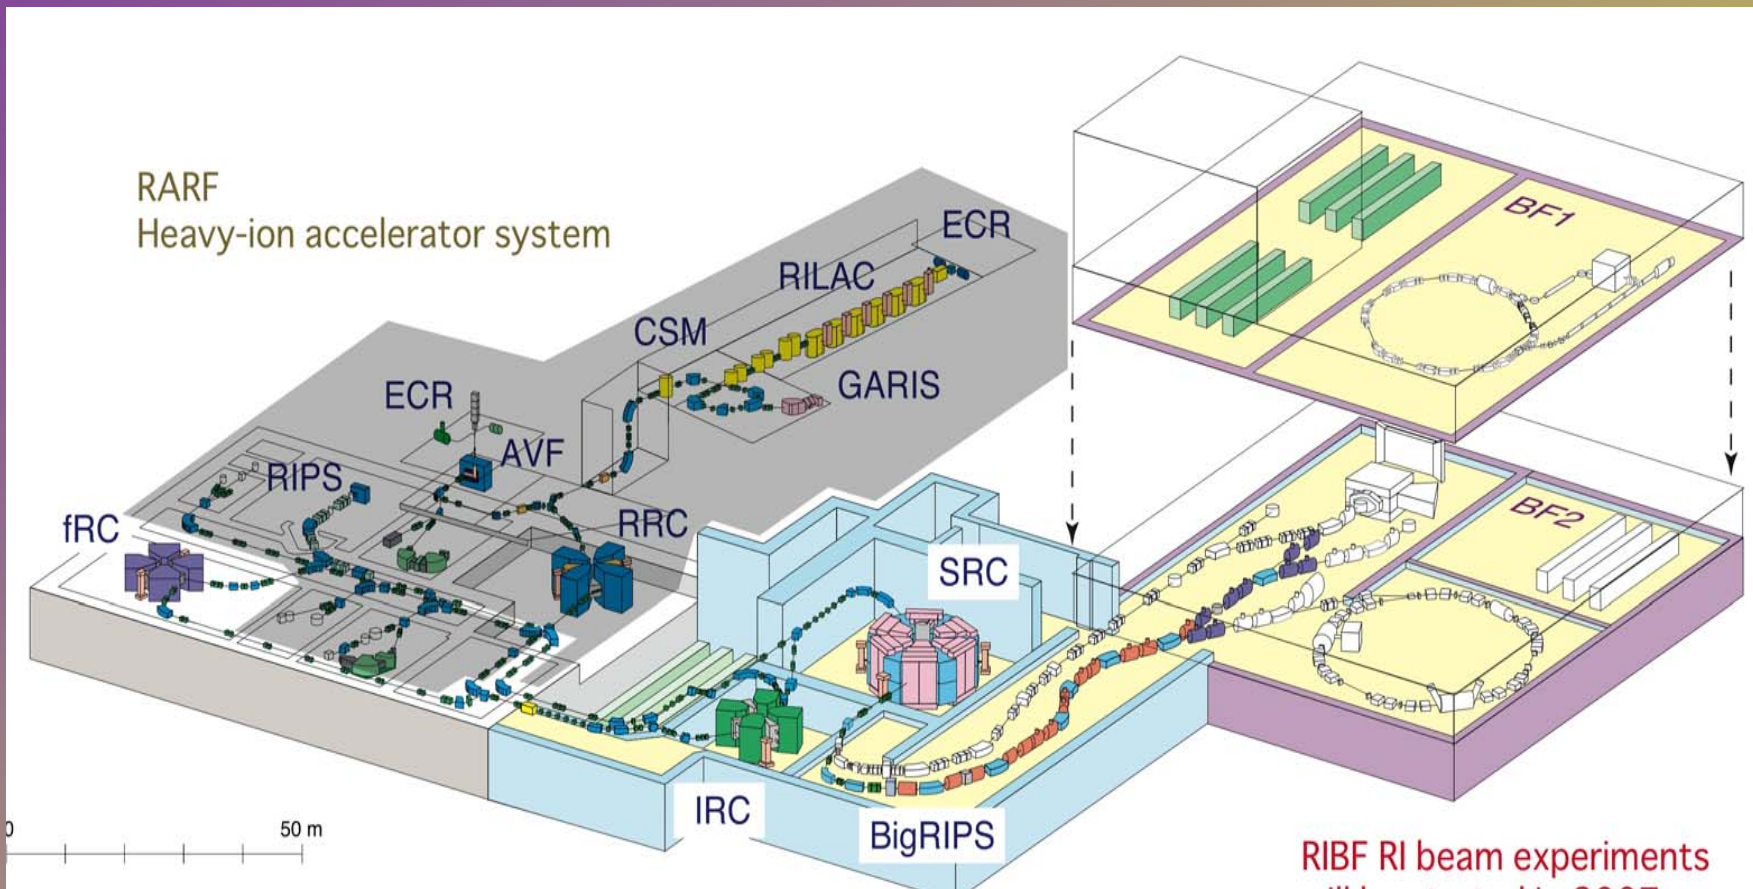 RARF
Heavy-ion accelerator system
ECR
RILAC
CSM
GARIS
ECR
AVF
RIPS
fRC
RRC
SRC
IRC
BigRIPS
BF1
BF2
0
50 m
RIBF RI beam experiments